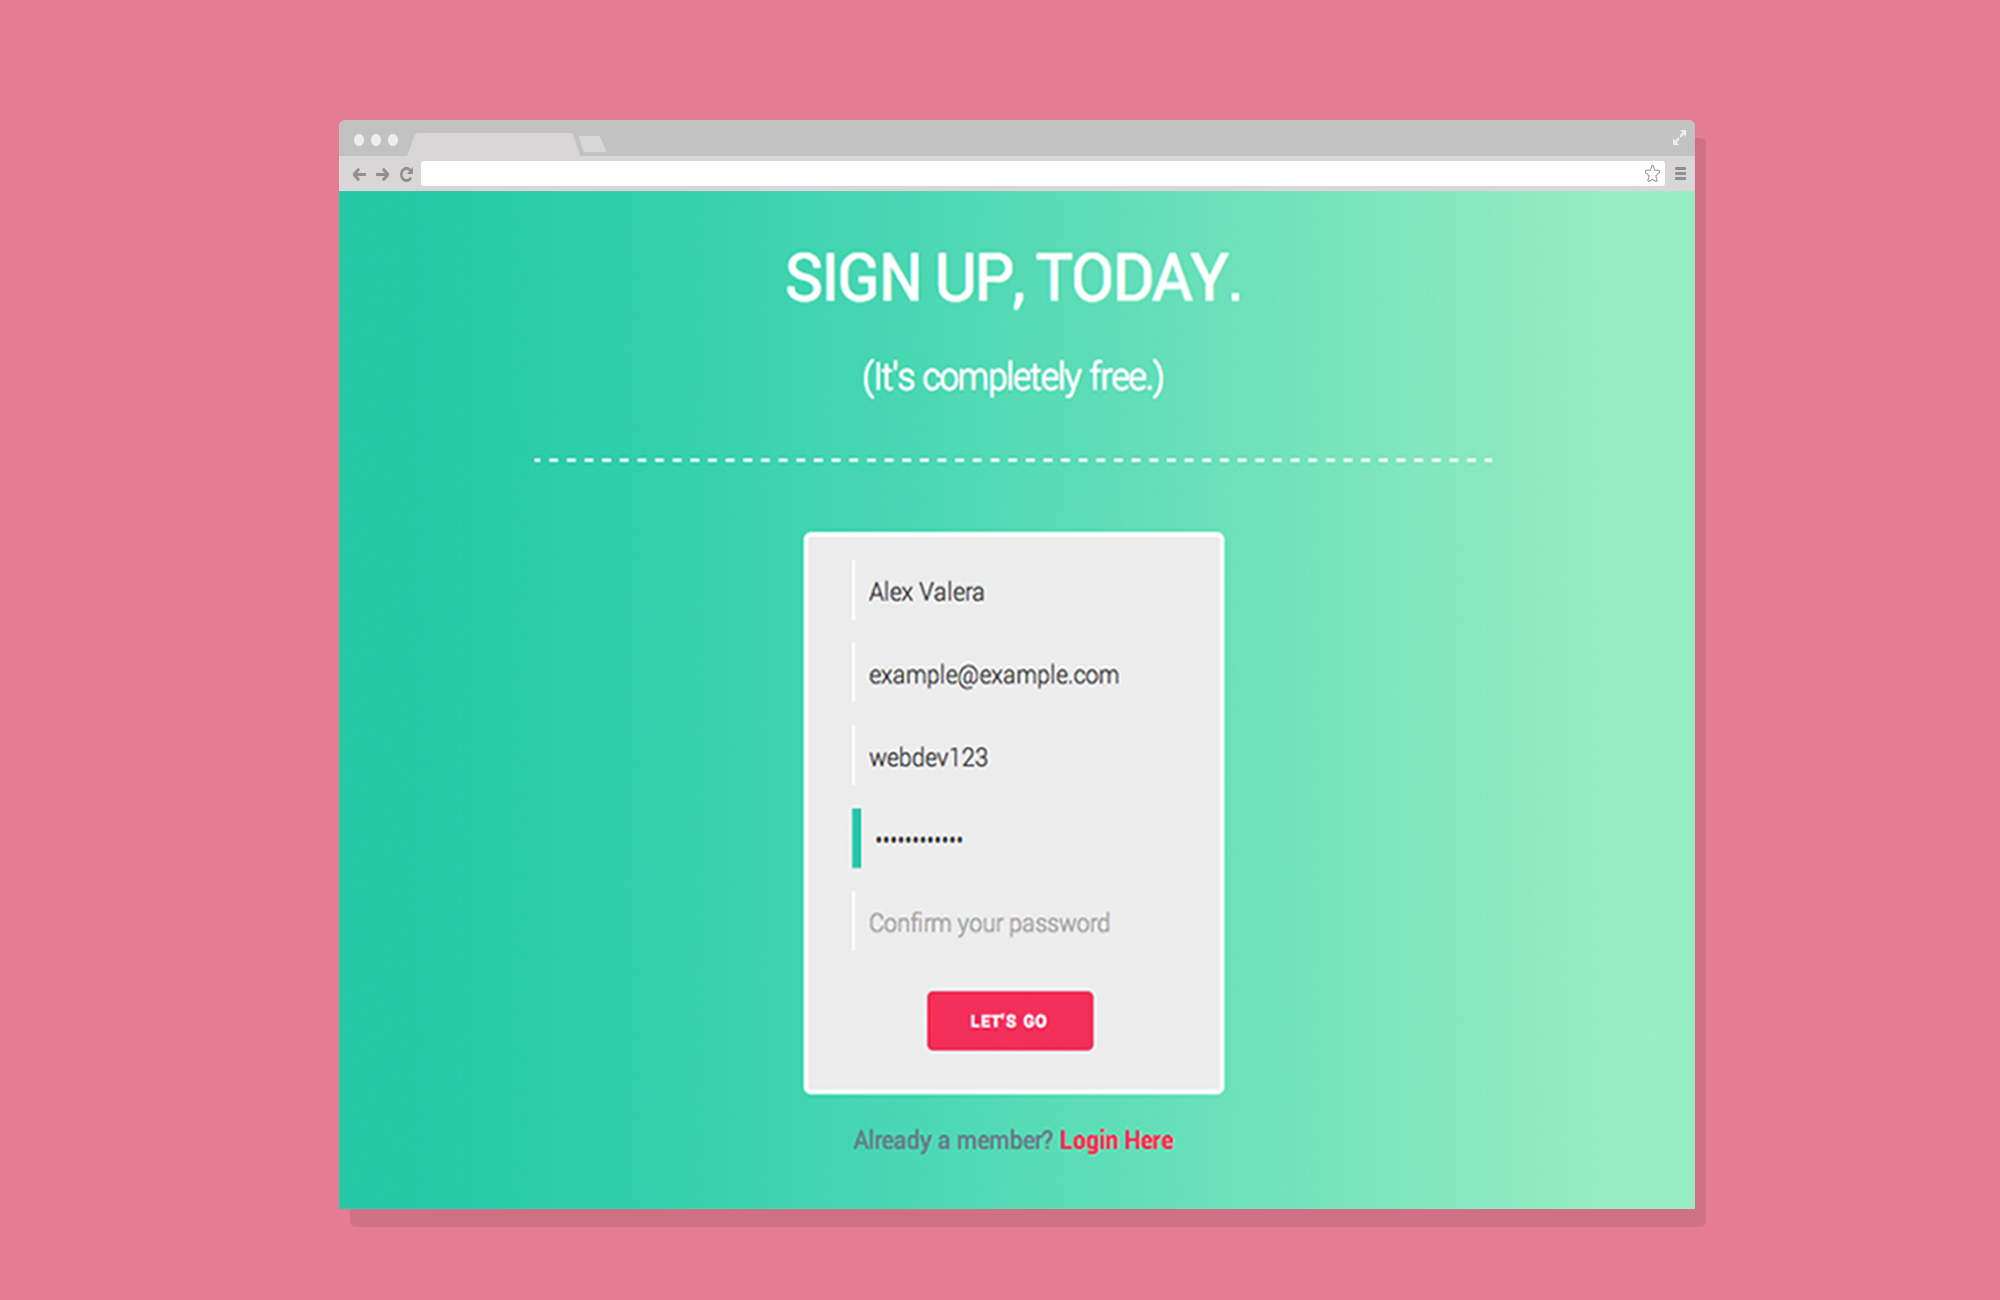 SIGN UP, TODAY.
(It's completely free.)
Alex Valera
example@example.com
webdev123
••••••••••••
Confirm your password
LET'S GO
Already a member? Login Here